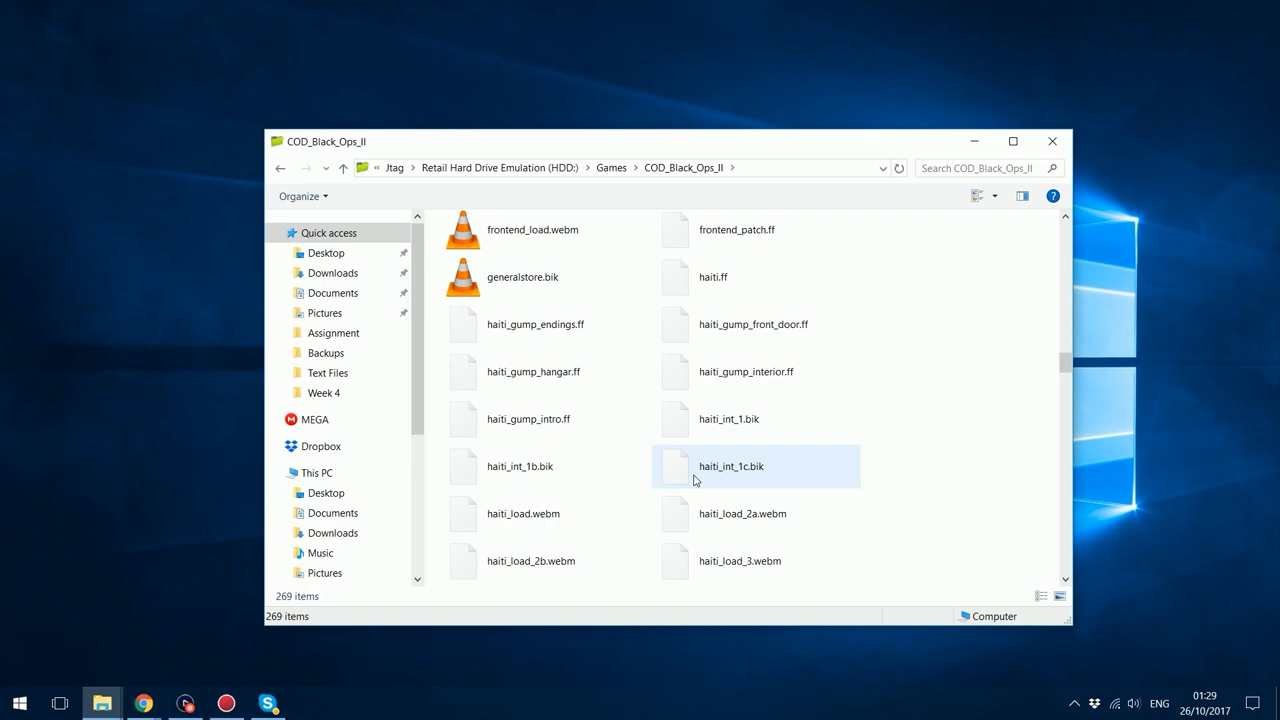 COD_Black_Ops_II
« Jtag > Retail Hard Drive Emulation (HDD:) > Games > COD_Black_Ops_II >
Search COD_Black_Ops_II
Organize
Quick access
Desktop
Downloads
Documents
Pictures
Assignment
Backups
Text Files
Week 4
MEGA
Dropbox
This PC
Desktop
Documents
Downloads
Music
Pictures
frontend_load.webm
frontend_patch.ff
generalstore.bik
haiti.ff
haiti_gump_endings.ff
haiti_gump_front_door.ff
haiti_gump_hangar.ff
haiti_gump_interior.ff
haiti_gump_intro.ff
haiti_int_1.bik
haiti_int_1b.bik
haiti_int_1c.bik
haiti_load.webm
haiti_load_2a.webm
haiti_load_2b.webm
haiti_load_3.webm
269 items
269 items
Computer
ENG
01:29
26/10/2017